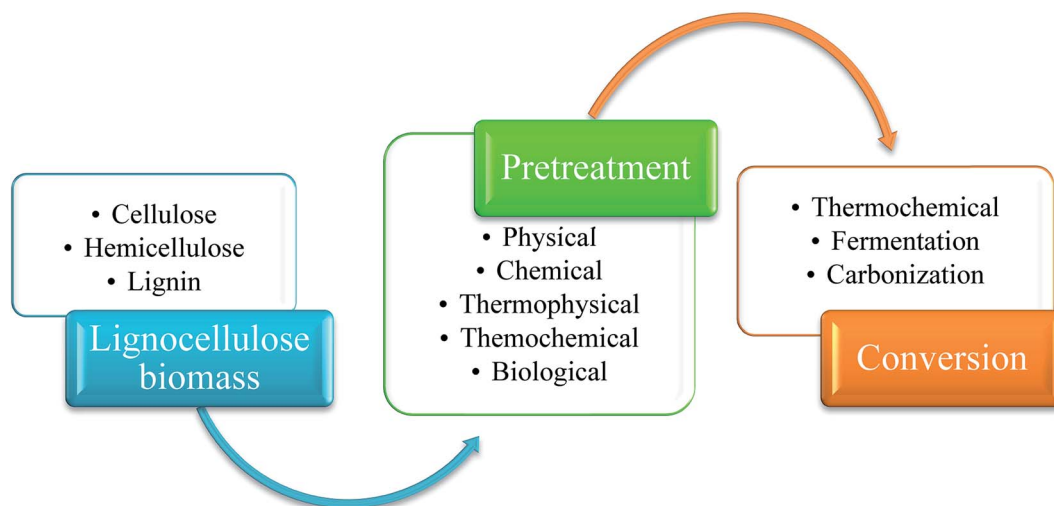 • Cellulose
• Hemicellulose
• Lignin
Lignocellulose
biomass
Pretreatment
• Physical
• Chemical
• Thermophysical
• Themochemical
• Biological
• Thermochemical
• Fermentation
• Carbonization
Conversion